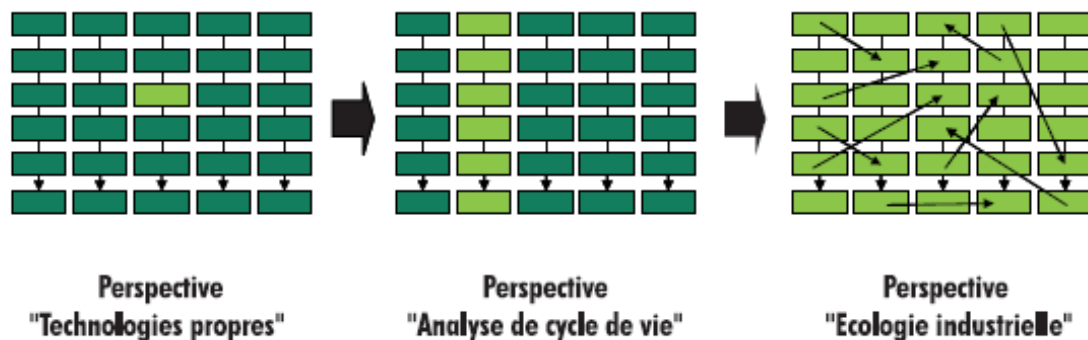 Perspective
"Technologies propres"
Perspective
"Analyse de cycle de vie"
Perspective
"Ecologie industrielle"